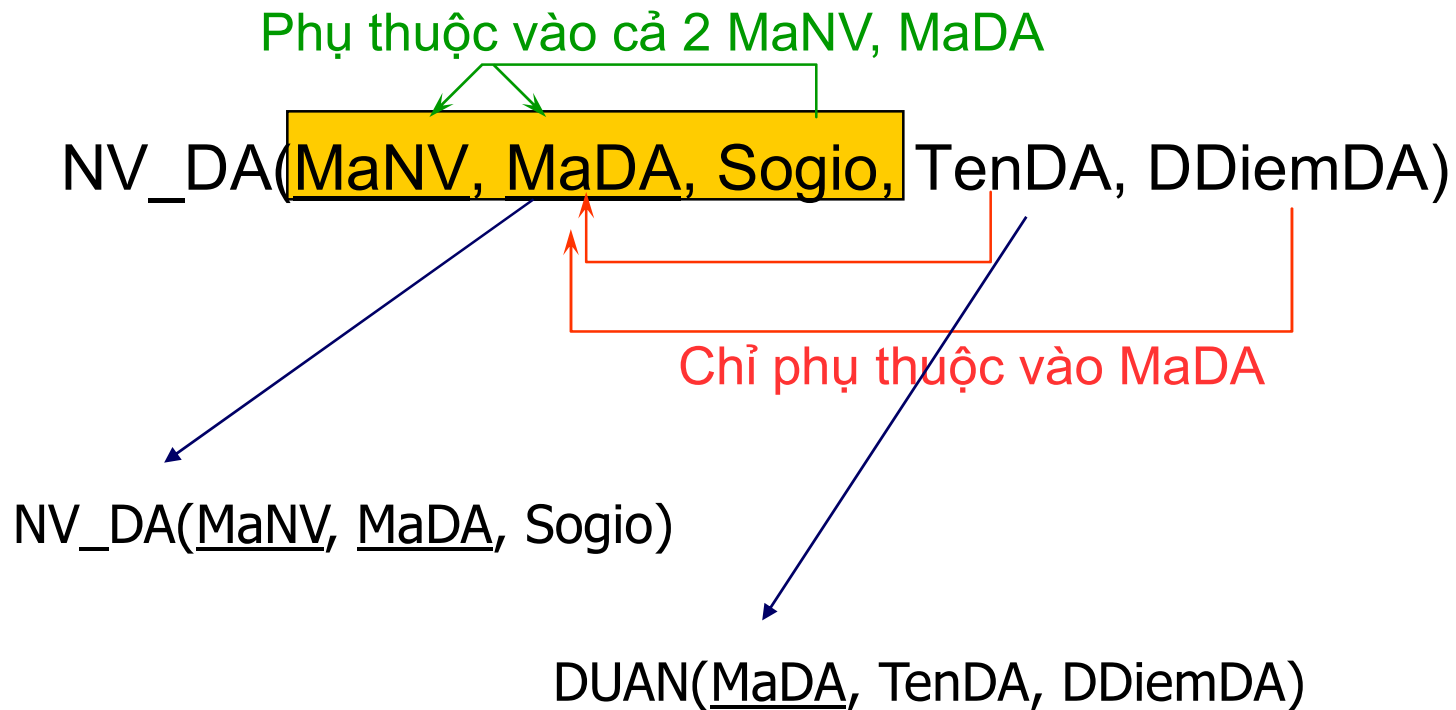 Phụ thuộc vào cả 2 MaNV, MaDA
NV_DA(MaNV, MaDA, Sogio, TenDA, DDiemDA)
Chỉ phụ thuộc vào MaDA
NV_DA(MaNV, MaDA, Sogio)
DUAN(MaDA, TenDA, DDiemDA)